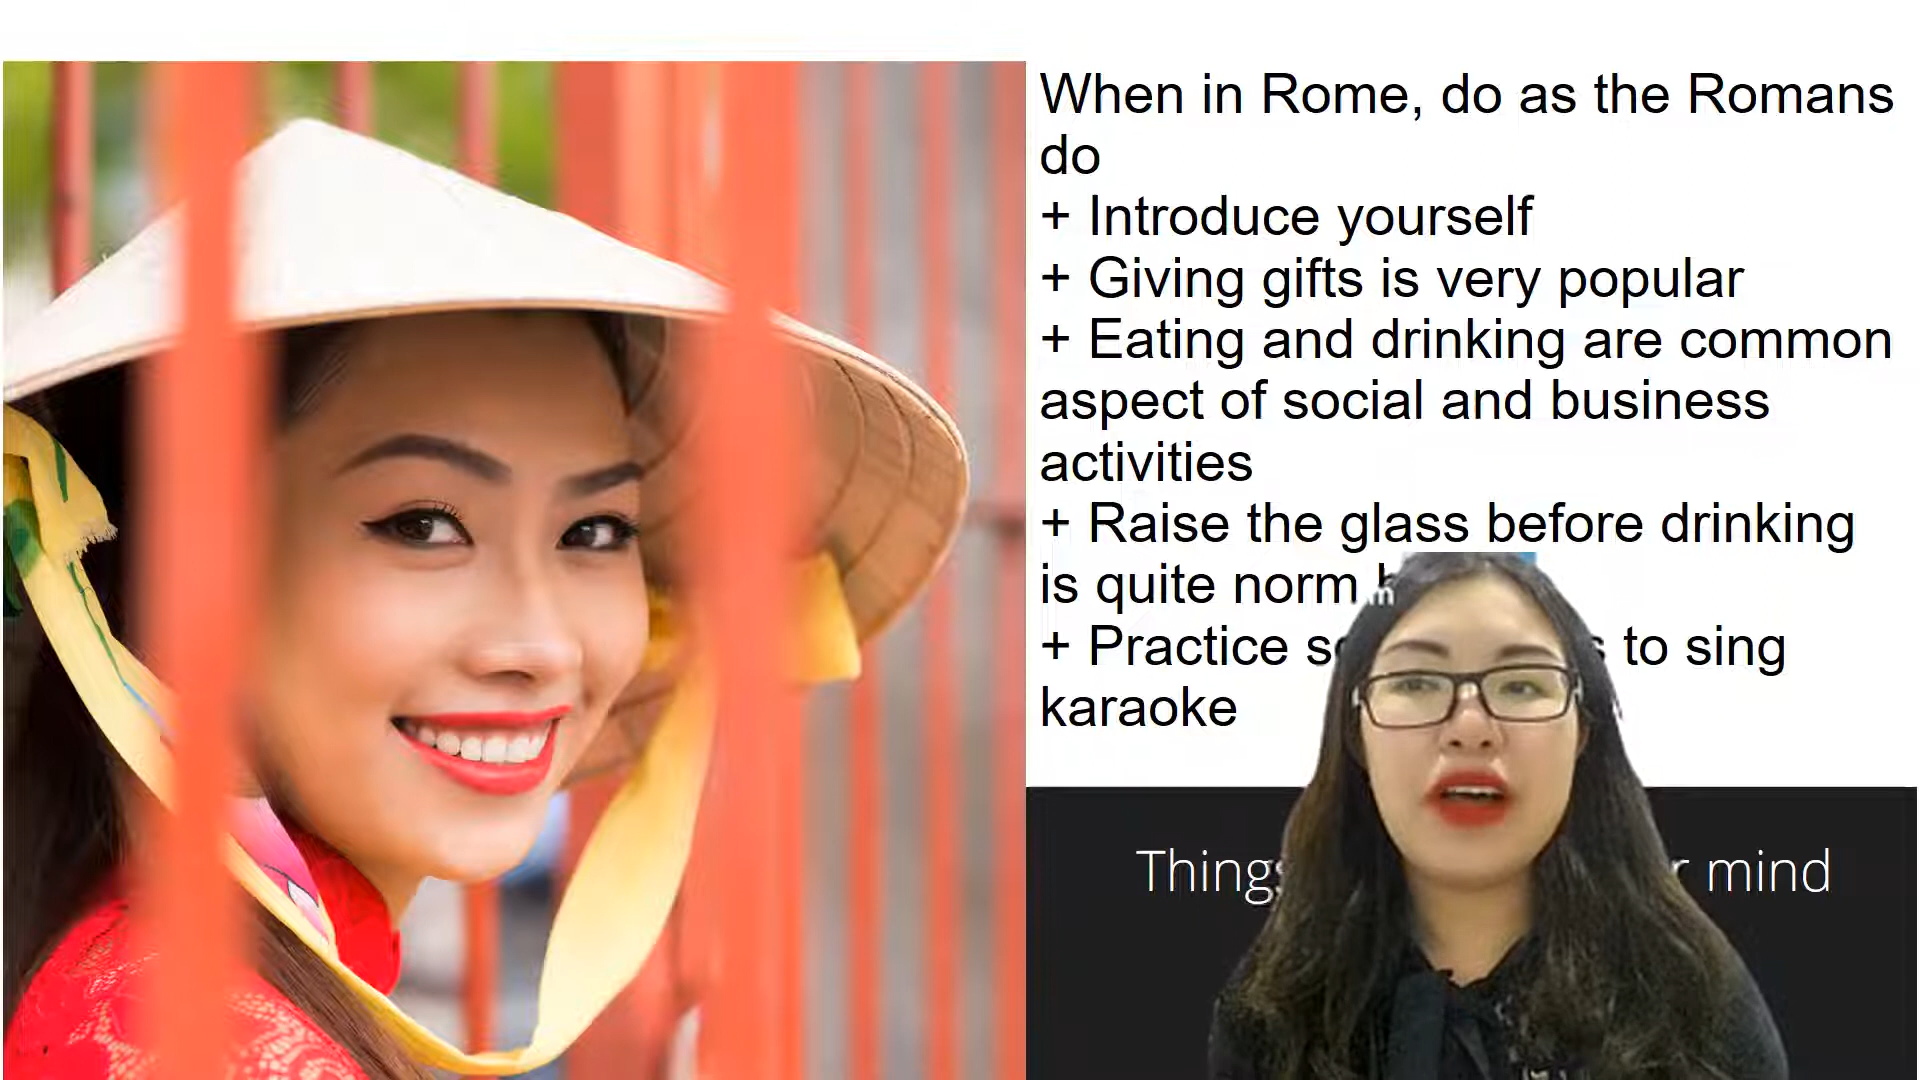 When in Rome, do as the Romans
do
+ Introduce yourself
+ Giving gifts is very popular
+ Eating and drinking are common
aspect of social and business
activities
+ Raise the glass before drinking
is quite norm
+ Practice to sing
karaoke
Things mind